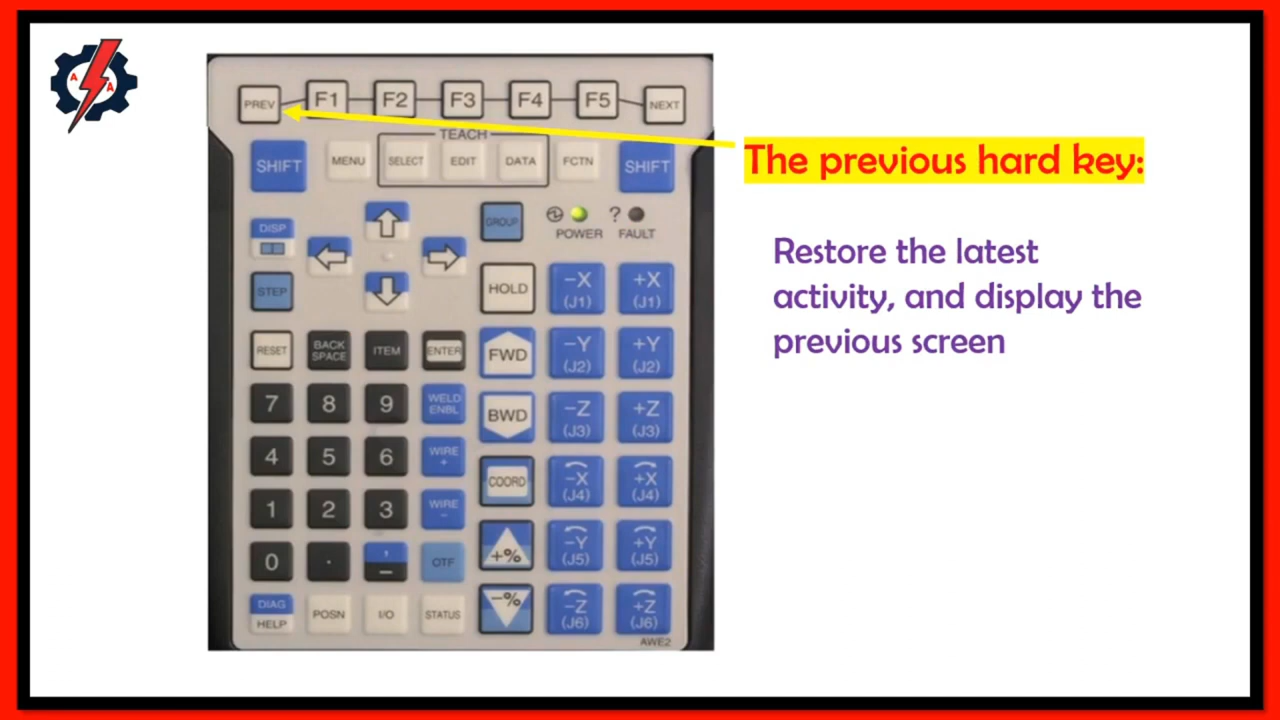 A
A
PREV F1 F2 F3 F4 F5 NEXT
TEACH
SHIFT MENU SELECT EDIT DATA FCTN SHIFT
The previous hard key:
DISP GROUP
POWER ? FAULT
STEP HOLD -X (J1) +X (J1)
RESET BACK SPACE ITEM ENTER FWD -Y (J2) +Y (J2)
7 8 9 WELD ENBL BWD -Z (J3) +Z (J3)
4 5 6 WIRE + COORD -X (J4) +X (J4)
1 2 3 WIRE -
0 . , - OTF +% -Y (J5) +Y (J5)
DIAG HELP POSN I/O STATUS -% -Z (J6) +Z (J6)
AWE2
Restore the latest
activity, and display the
previous screen